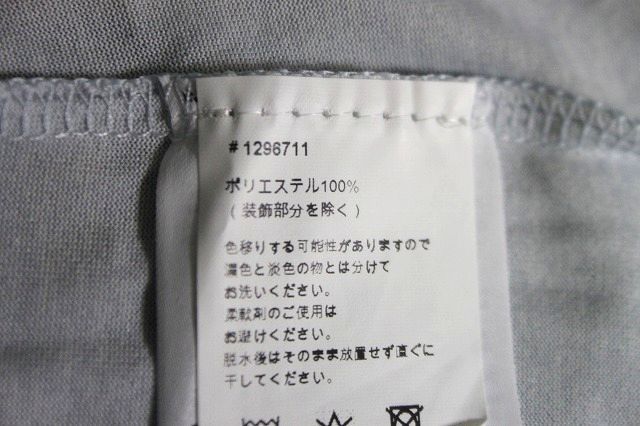 #1296711
ポリエステル100%
(装飾部分を除く)
色移りする可能性がありますので
濃色と淡色の物とは分けて
お洗いください。
柔軟剤のご使用は
お避けください。
脱水後はそのまま放置せず直ぐに
干してください。